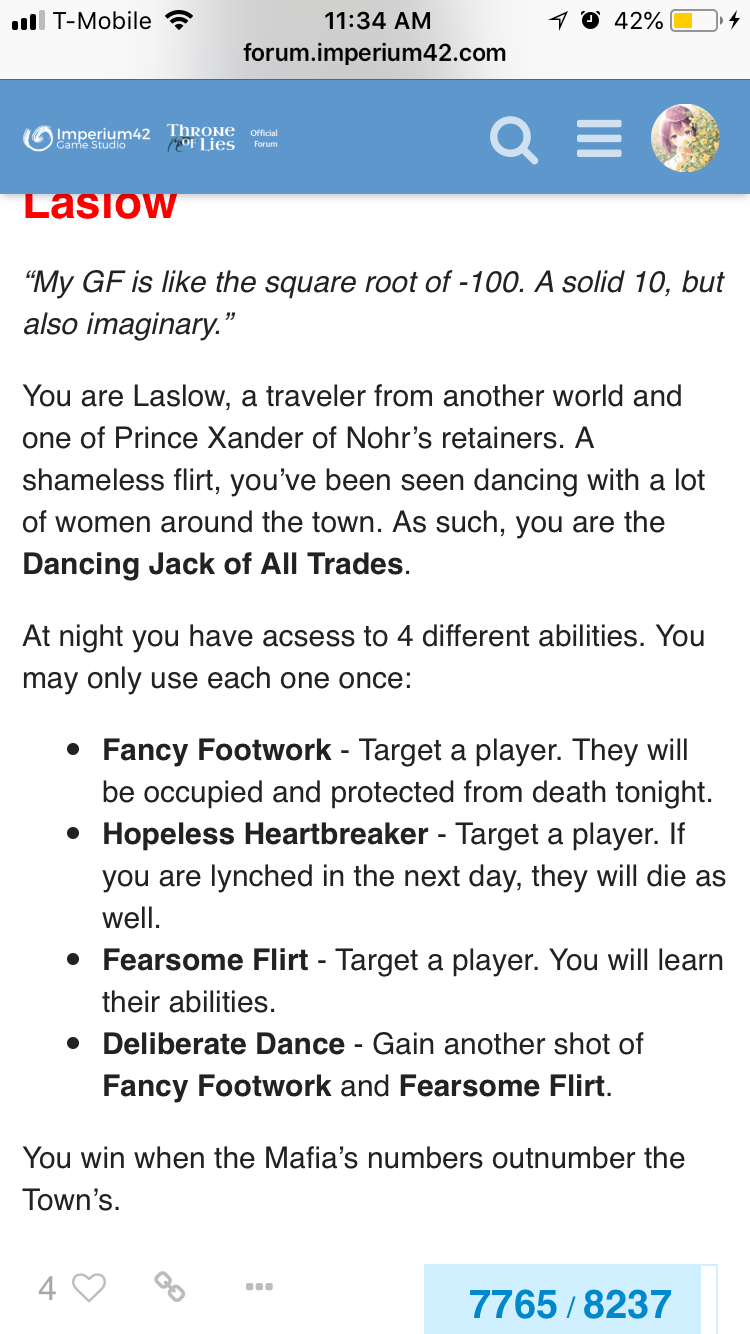 T-Mobile 11:34 AM 42%
forum.imperium42.com
Imperium42 THRONE Official
Game Studio OF LIES Forum
Laslow
“My GF is like the square root of -100. A solid 10, but
also imaginary.”
You are Laslow, a traveler from another world and
one of Prince Xander of Nohr’s retainers. A
shameless flirt, you’ve been seen dancing with a lot
of women around the town. As such, you are the
Dancing Jack of All Trades.
At night you have acsess to 4 different abilities. You
may only use each one once:
Fancy Footwork - Target a player. They will
be occupied and protected from death tonight.
Hopeless Heartbreaker - Target a player. If
you are lynched in the next day, they will die as
well.
Fearsome Flirt - Target a player. You will learn
their abilities.
Deliberate Dance - Gain another shot of
Fancy Footwork and Fearsome Flirt.
You win when the Mafia’s numbers outnumber the
Town’s.
4
7765 / 8237